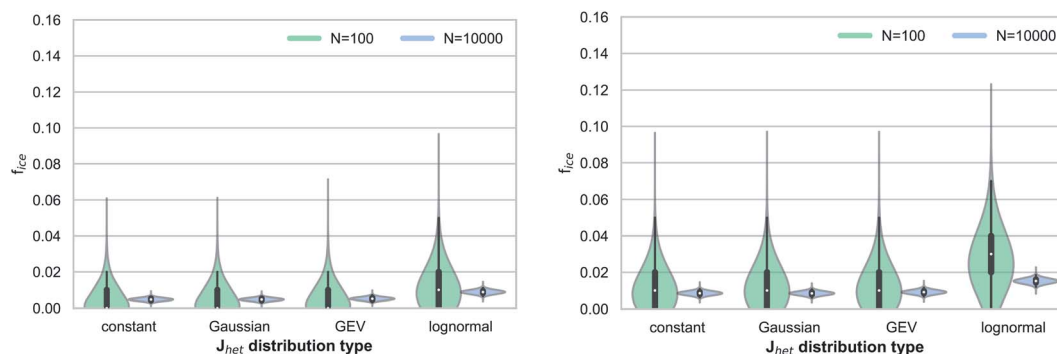 0.16
0.14
0.12
0.10
0.08
0.06
0.04
0.02
0.00
f_ice
N=100 N=10000
constant Gaussian GEV lognormal
J_het distribution type
0.16
0.14
0.12
0.10
0.08
0.06
0.04
0.02
0.00
f_ice
N=100 N=10000
constant Gaussian GEV lognormal
J_het distribution type